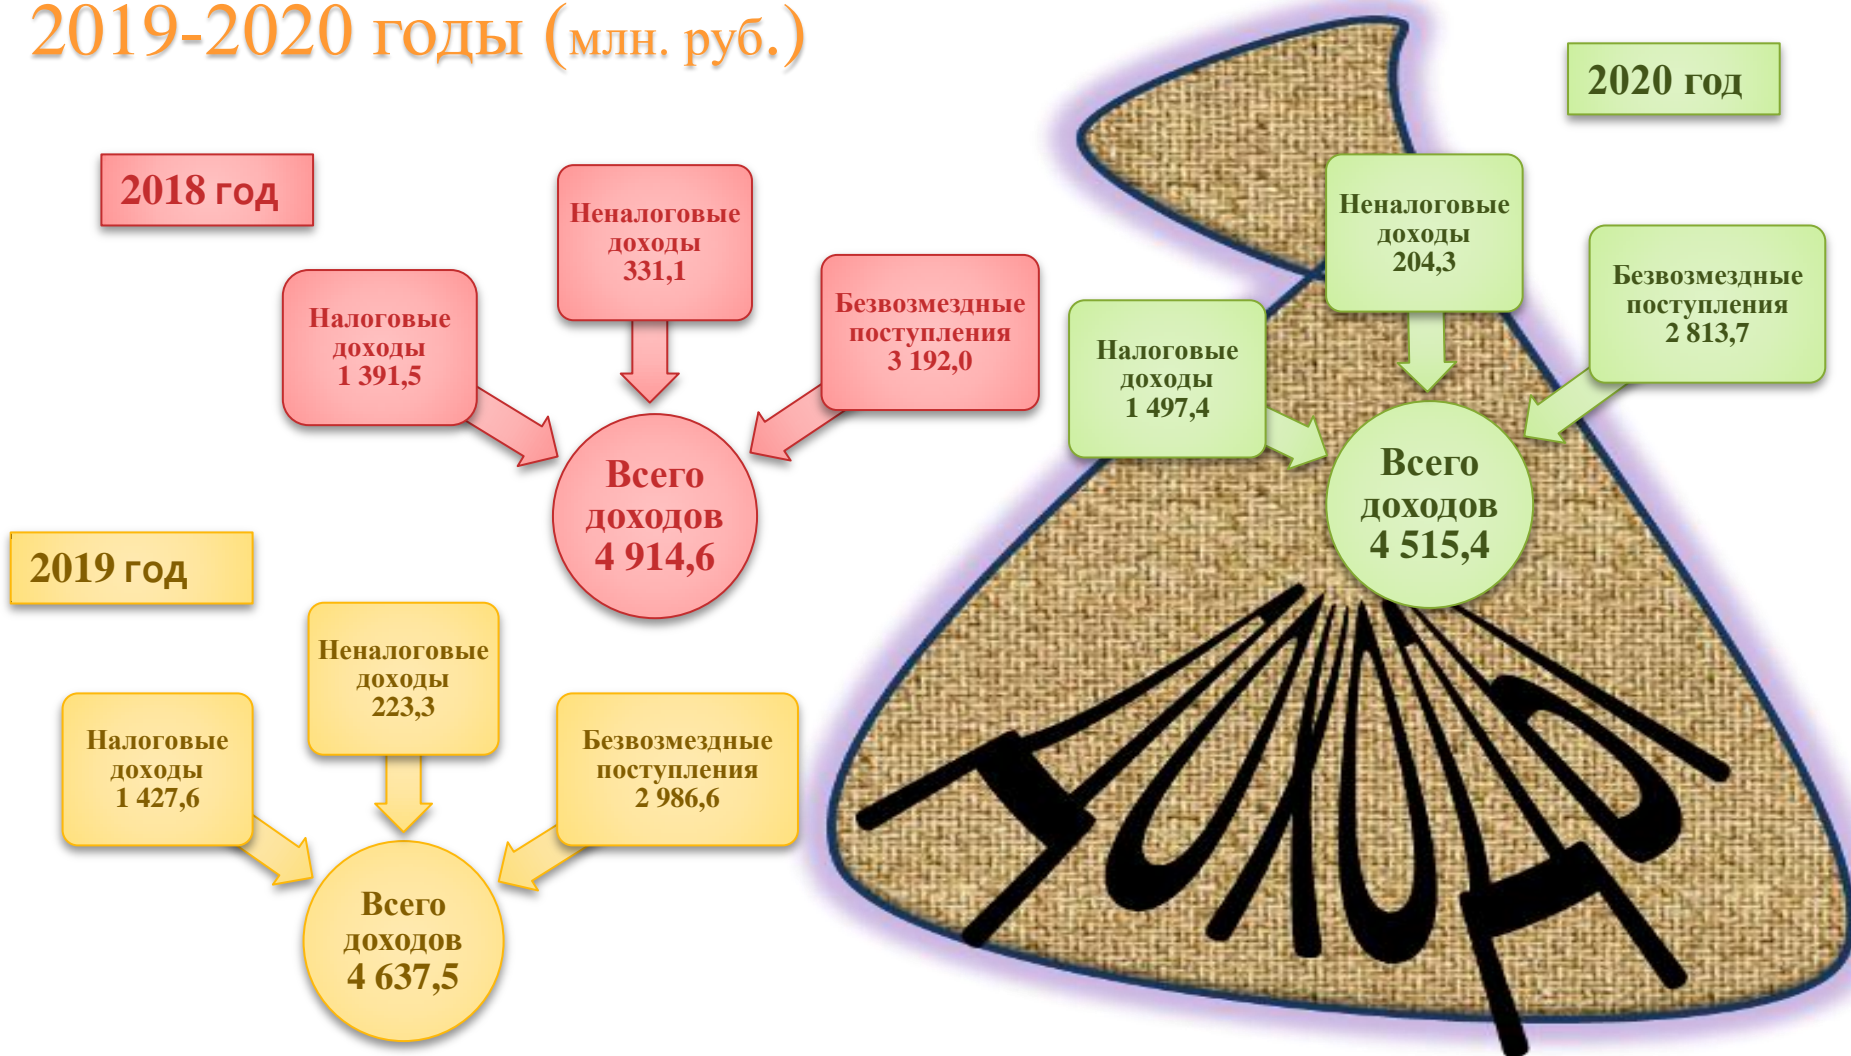 2019-2020 годы (млн. руб.)
2018 год
Налоговые
доходы
1 391,5
Неналоговые
доходы
331,1
Безвозмездные
поступления
3 192,0
Всего
доходов
4 914,6
2019 год
Налоговые
доходы
1 427,6
Неналоговые
доходы
223,3
Безвозмездные
поступления
2 986,6
Всего
доходов
4 637,5
2020 год
Налоговые
доходы
1 497,4
Неналоговые
доходы
204,3
Безвозмездные
поступления
2 813,7
Всего
доходов
4 515,4
ДОХОДЫ